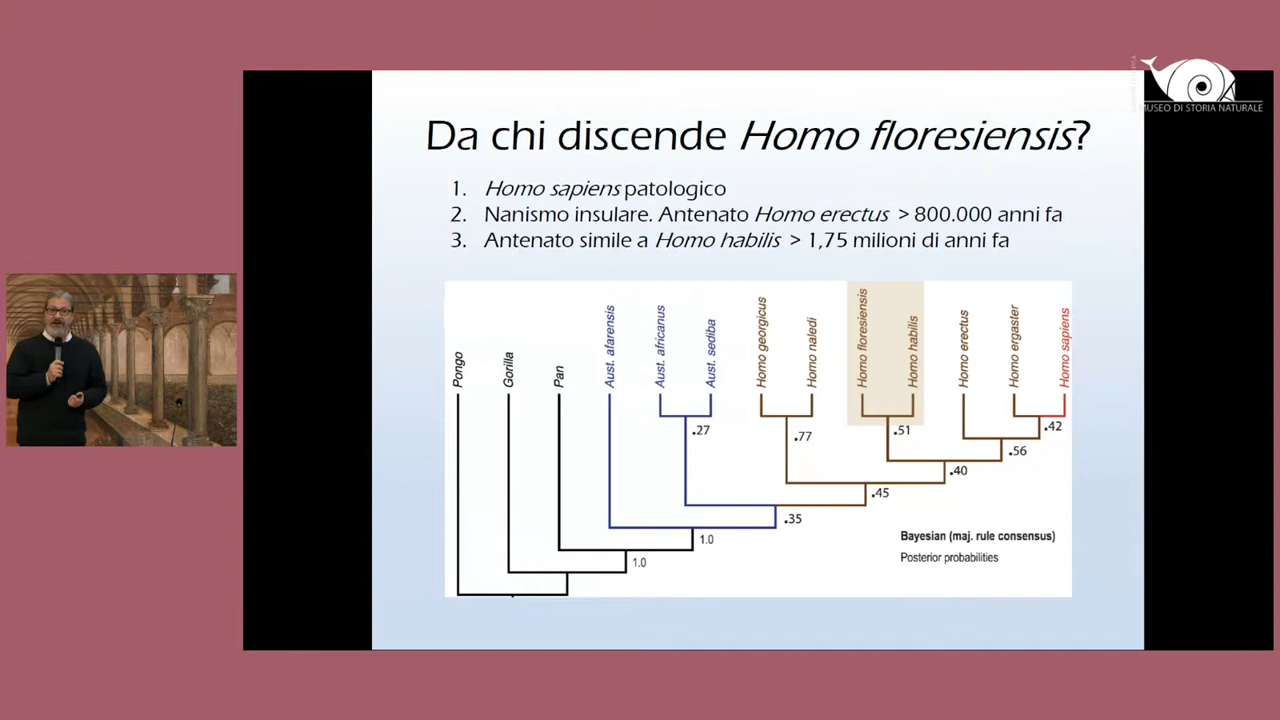 MUSEO DI STORIA NATURALE
Da chi discende Homo floresiensis?
1. Homo sapiens patologico
2. Nanismo insulare. Antenato Homo erectus > 800.000 anni fa
3. Antenato simile a Homo habilis > 1,75 milioni di anni fa
Pongo
Gorilla
Pan
Aust. afarensis
Aust. africanus
Aust. sediba
Homo georgicus
Homo naledi
Homo floresiensis
Homo habilis
Homo erectus
Homo ergaster
Homo sapiens
.27
.77
.51
.42
.56
.40
.45
.35
1.0
1.0
Bayesian (maj. rule consensus)
Posterior probabilities